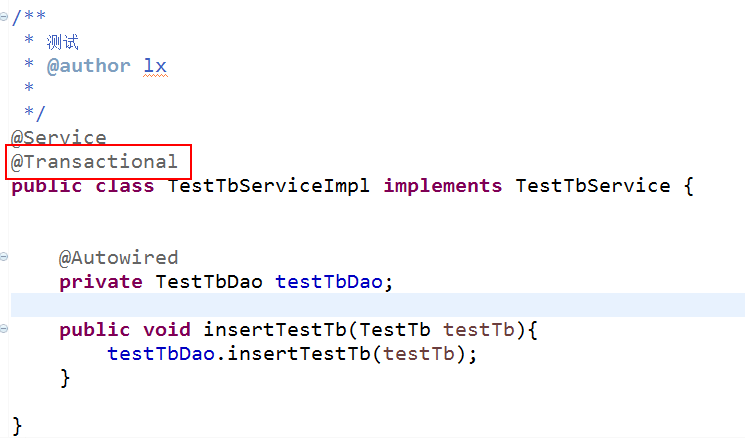 /**
 * 测试
 * @author lx
 *
 */
@Service
@Transactional
public class TestTbServiceImpl implements TestTbService {
    @Autowired
    private TestTbDao testTbDao;
    public void insertTestTb(TestTb testTb){
        testTbDao.insertTestTb(testTb);
    }
}